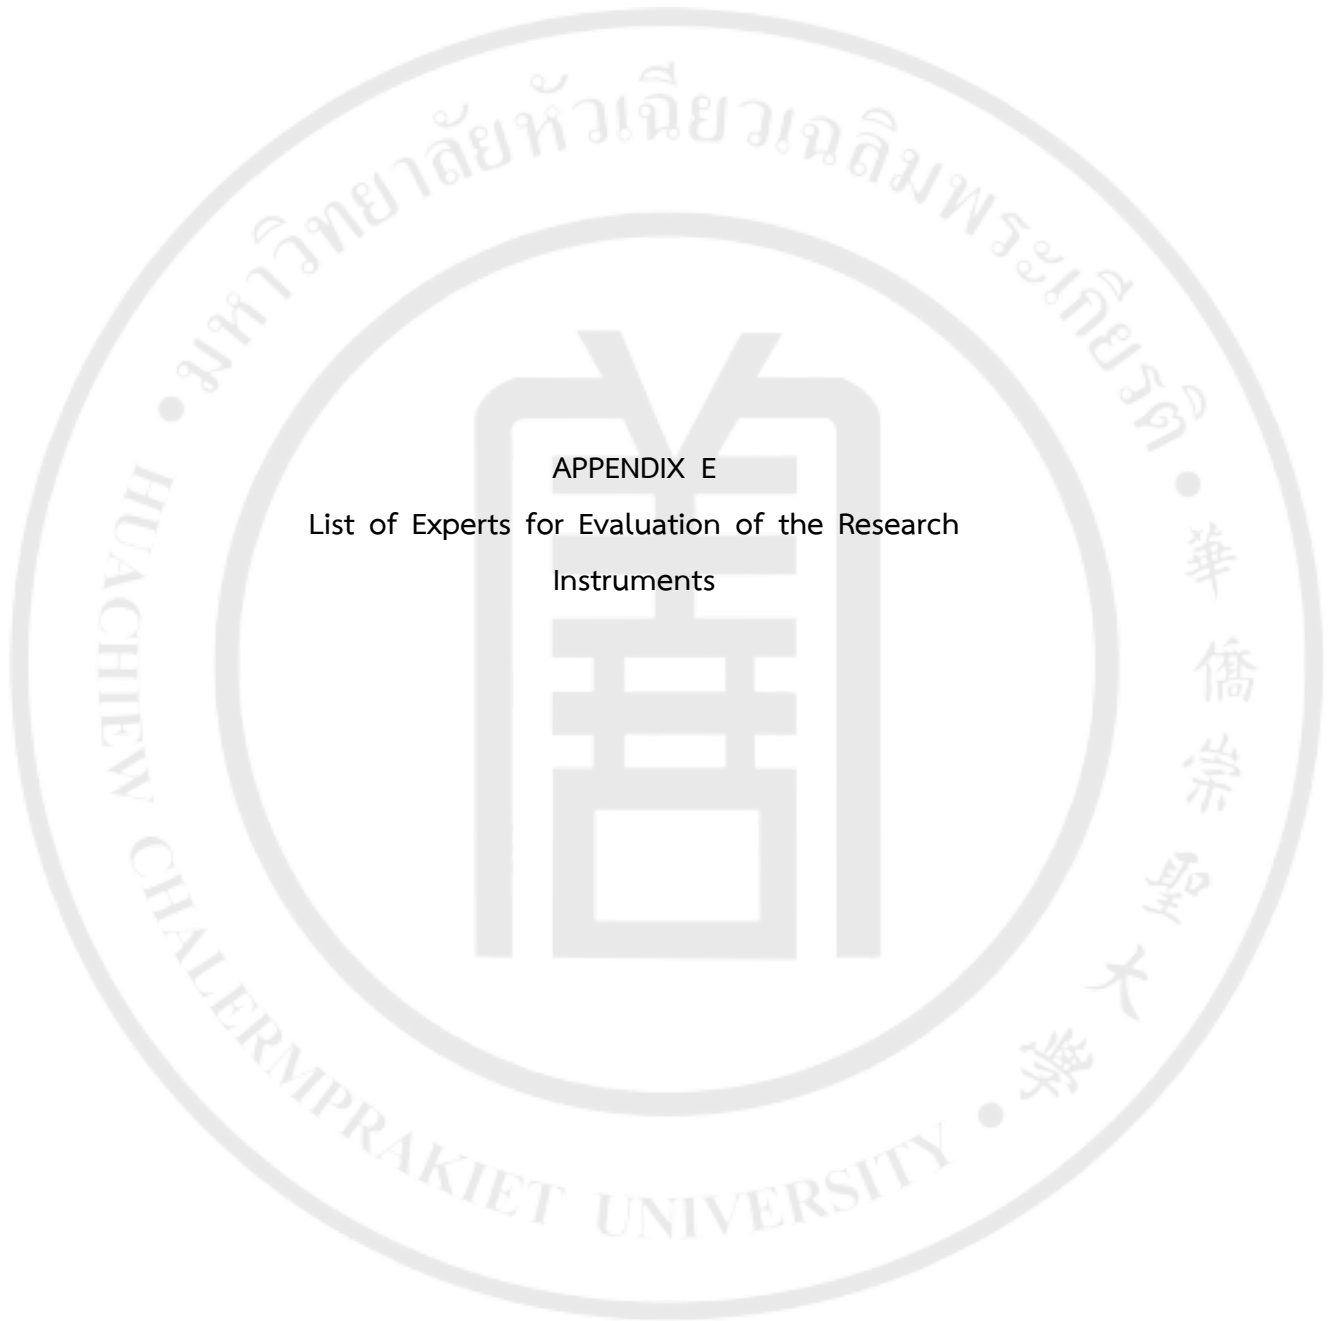 มหาวิทยาลัยหัวเฉียวเฉลิมพระเกียรติ
APPENDIX E
List of Experts for Evaluation of the Research
Instruments
華僑崇聖大學
HUACHIEW CHALERMPRAKIET UNIVERSITY